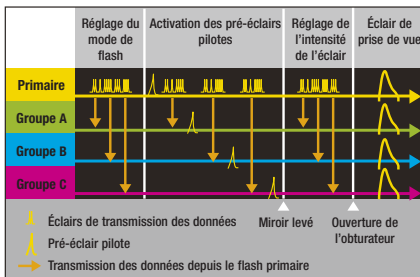 Réglage du
mode de
flash
Activation des pré-éclairs
pilotes
Réglage de
l'intensité
de l'éclair
Éclair de
prise de vue
Primaire
Groupe A
Groupe B
Groupe C
Éclairs de transmission des données
Pré-éclair pilote
Transmission des données depuis le flash primaire
Miroir levé
Ouverture de
l'obturateur